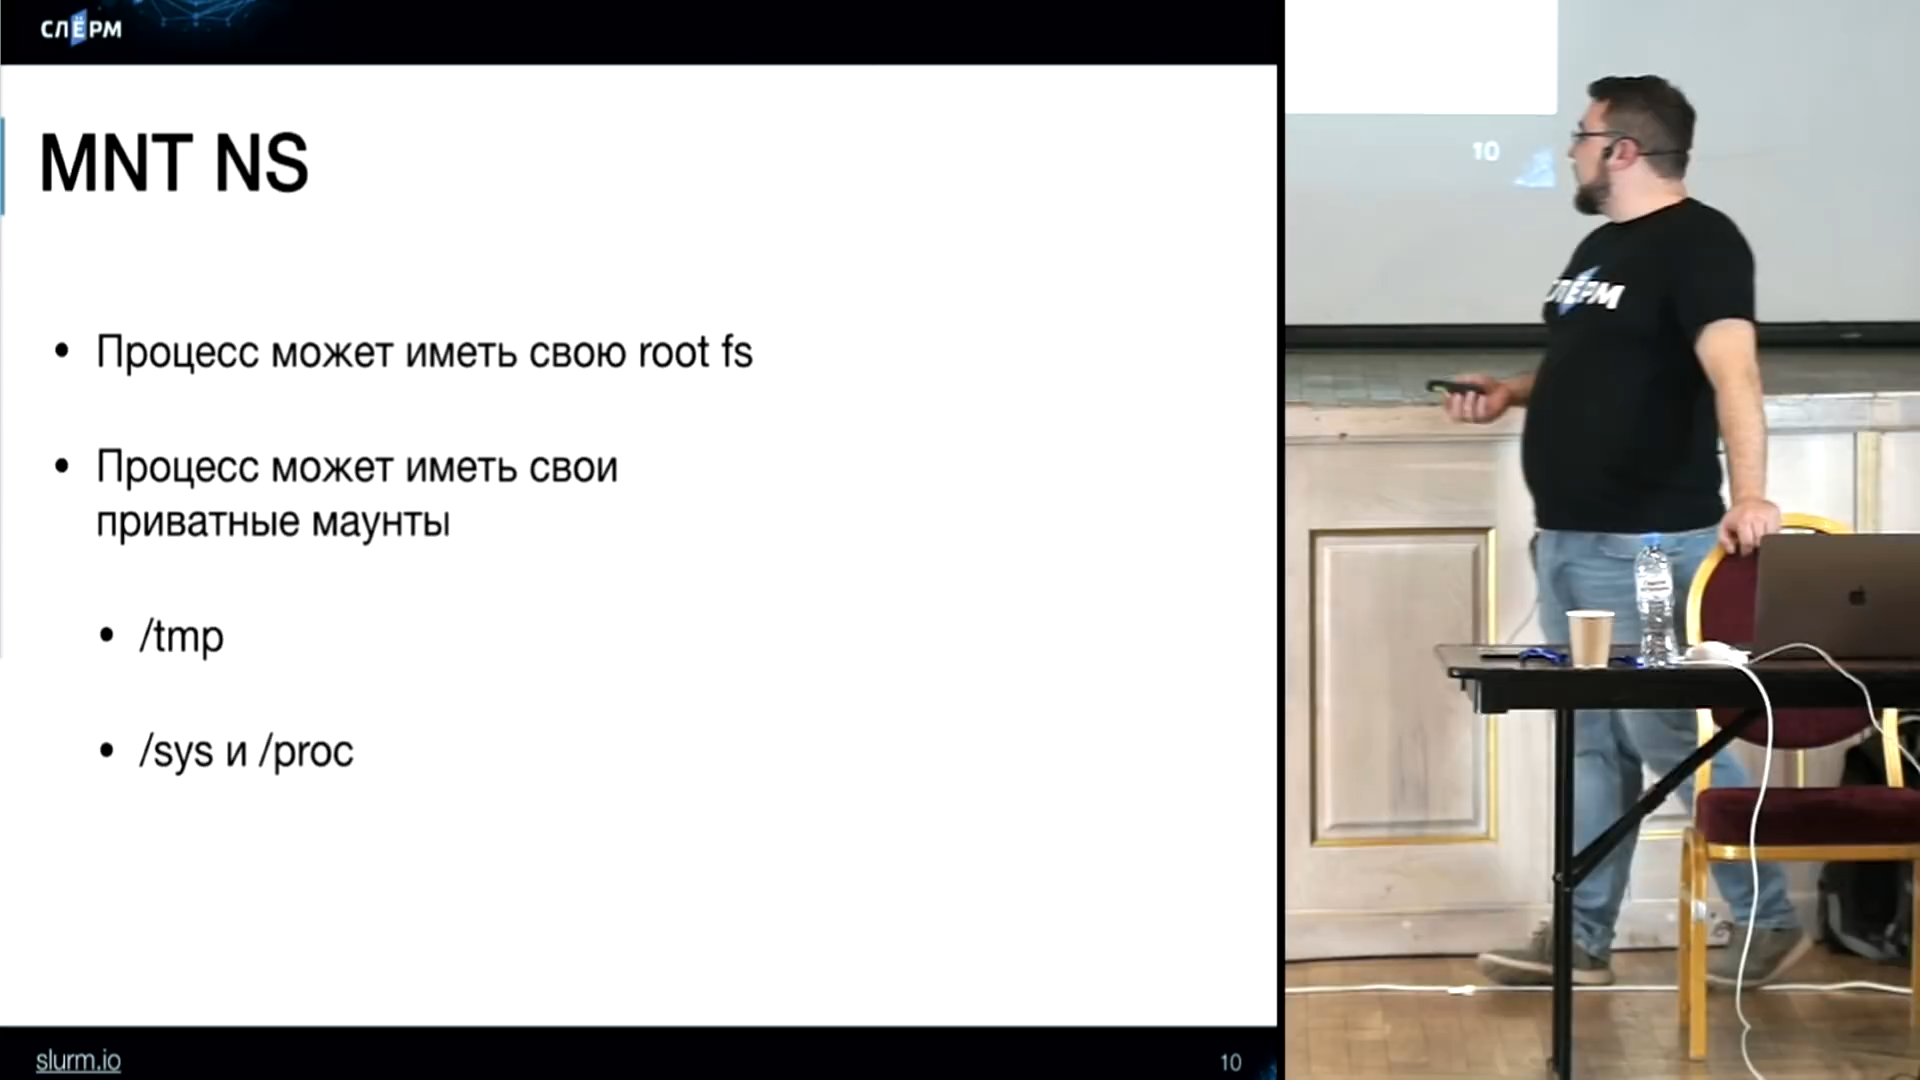 СЛЁРМ
MNT NS
• Процесс может иметь свою root fs
• Процесс может иметь свои
приватные маунты
• /tmp
• /sys и /proc
slurm.io
10
10
СЛЁРМ